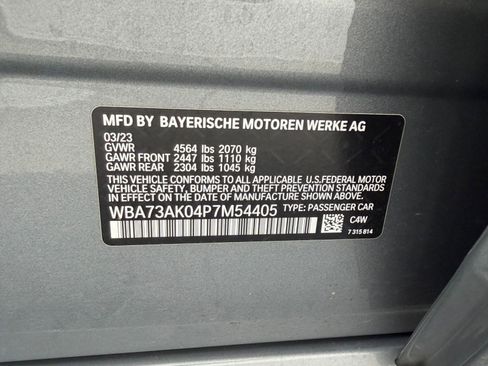 MFD BY BAYERISCHE MOTOREN WERKE AG
03/23
GVWR 4564 lbs 2070 kg
GAWR FRONT 2447 lbs 1110 kg
GAWR REAR 2304 lbs 1045 kg
THIS VEHICLE CONFORMS TO ALL APPLICABLE U.S. FEDERAL MOTOR
VEHICLE SAFETY, BUMPER AND THEFT PREVENTION STANDARDS
IN EFFECT ON THE DATE OF MANUFACTURE SHOWN ABOVE.
WBA73AK04P7M54405 TYPE: PASSENGER CAR
C4W
7 315 814